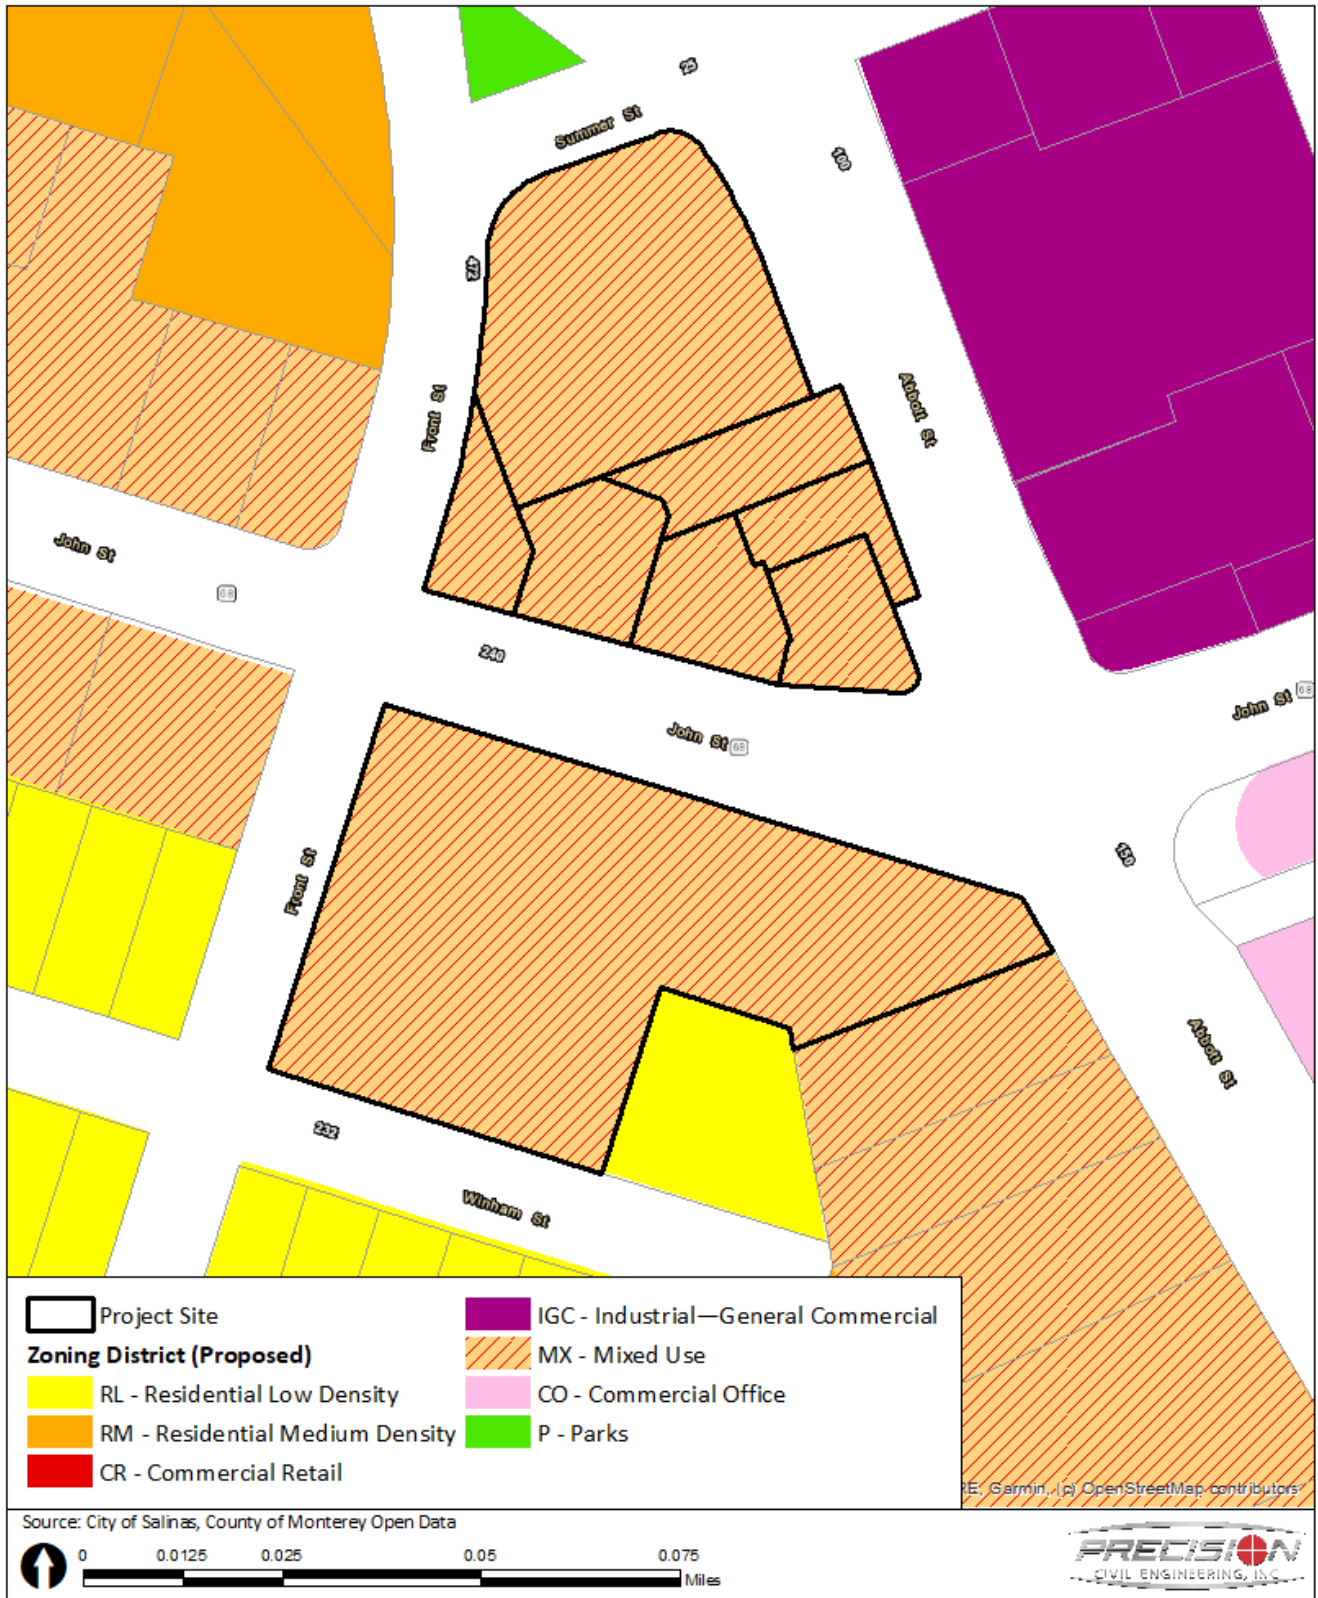 25
Summer St
100
472
Front St
Abbott St
John St
68
240
John St 68
John St 68
150
Front St
Abbott St
232
Winham St
Project Site
Zoning District (Proposed)
RL - Residential Low Density
RM - Residential Medium Density
CR - Commercial Retail
IGC - Industrial—General Commercial
MX - Mixed Use
CO - Commercial Office
P - Parks
RE, Garmin, (c) OpenStreetMap contributors
Source: City of Salinas, County of Monterey Open Data
0 0.0125 0.025 0.05 0.075
Miles
PRECISION
CIVIL ENGINEERING, INC